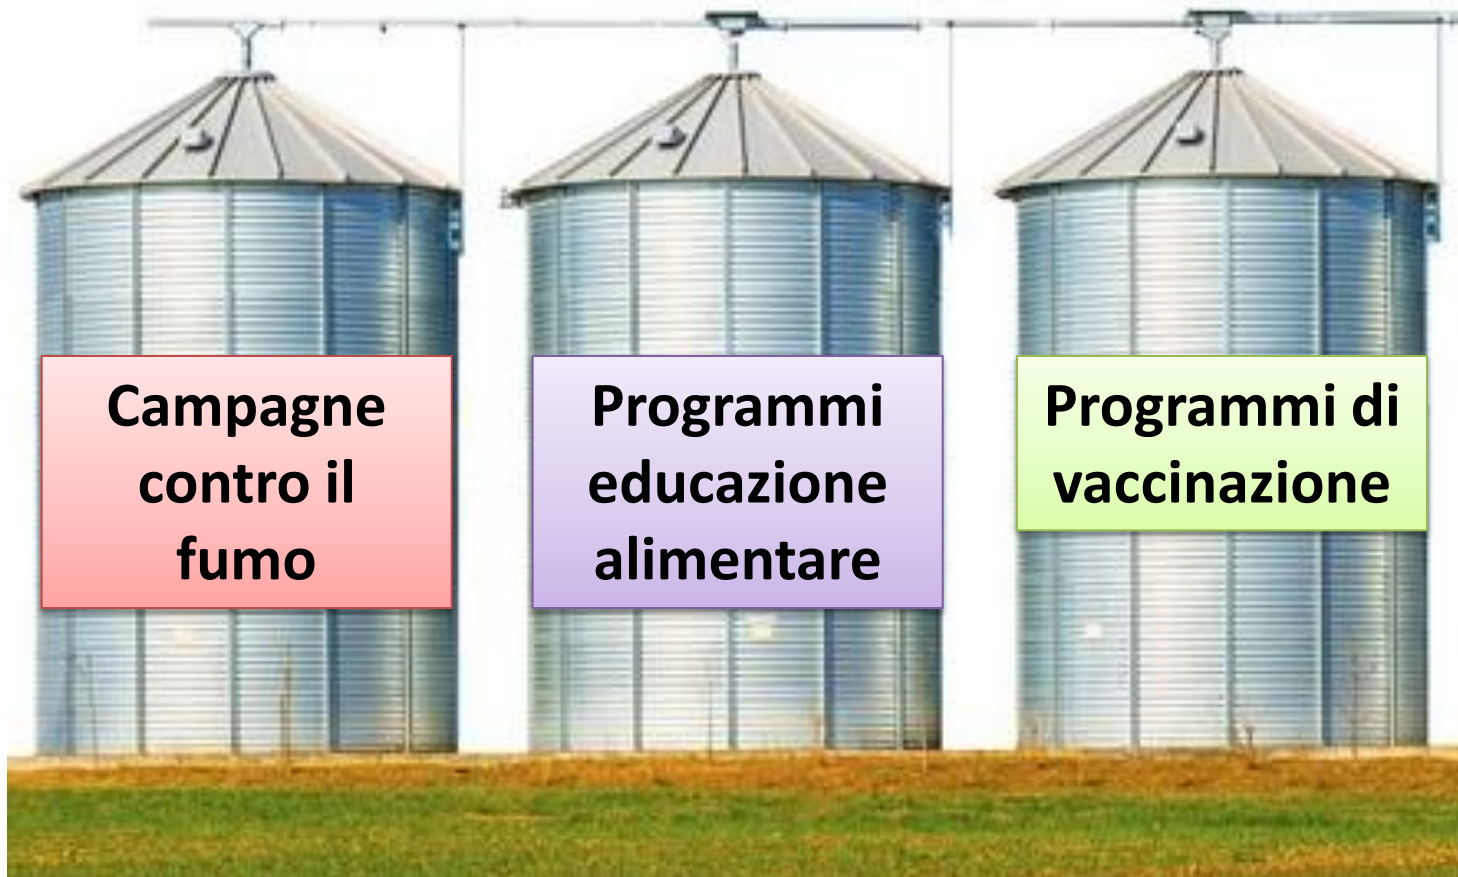 Campagne
contro il
fumo
Programmi
educazione
alimentare
Programmi di
vaccinazione